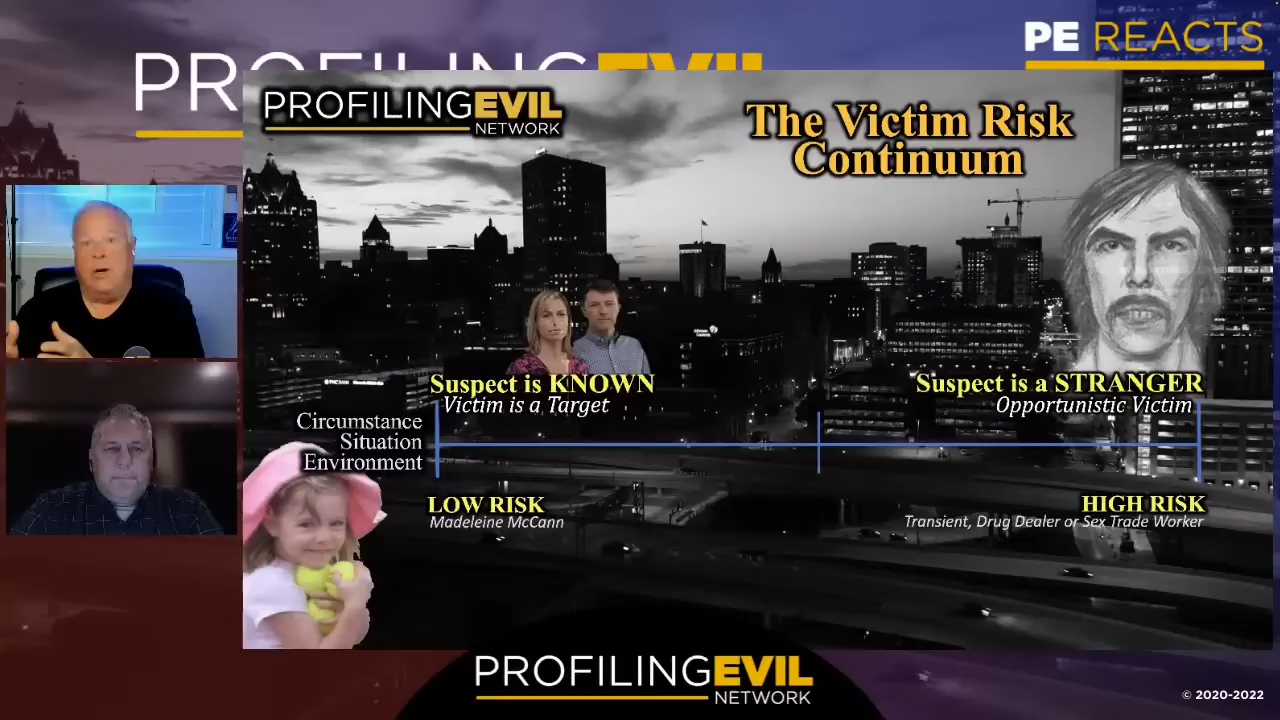 PE REACTS
PROFILINGEVIL
PROFILINGEVIL
NETWORK
The Victim Risk
Continuum
Suspect is KNOWN
Victim is a Target
Suspect is a STRANGER
Opportunistic Victim
Circumstance
Situation
Environment
LOW RISK
Madeleine McCann
HIGH RISK
Transient, Drug Dealer or Sex Trade Worker
PROFILINGEVIL
NETWORK
© 2020-2022